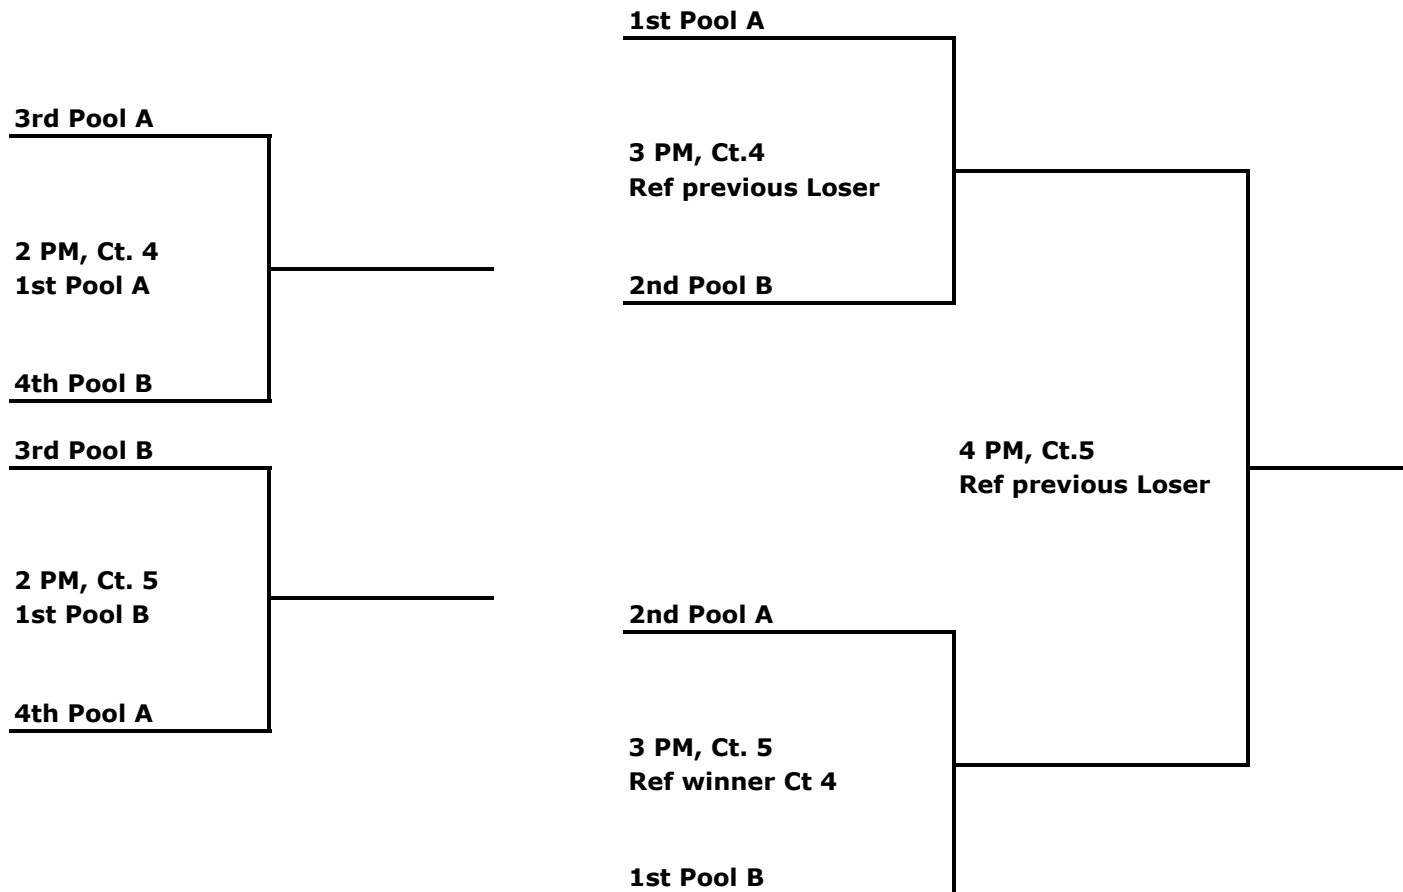 3rd Pool A
2 PM, Ct. 4
1st Pool A
4th Pool B
3rd Pool B
2 PM, Ct. 5
1st Pool B
4th Pool A
1st Pool A
3 PM, Ct.4
Ref previous Loser
2nd Pool B
2nd Pool A
3 PM, Ct. 5
Ref winner Ct 4
1st Pool B
4 PM, Ct.5
Ref previous Loser